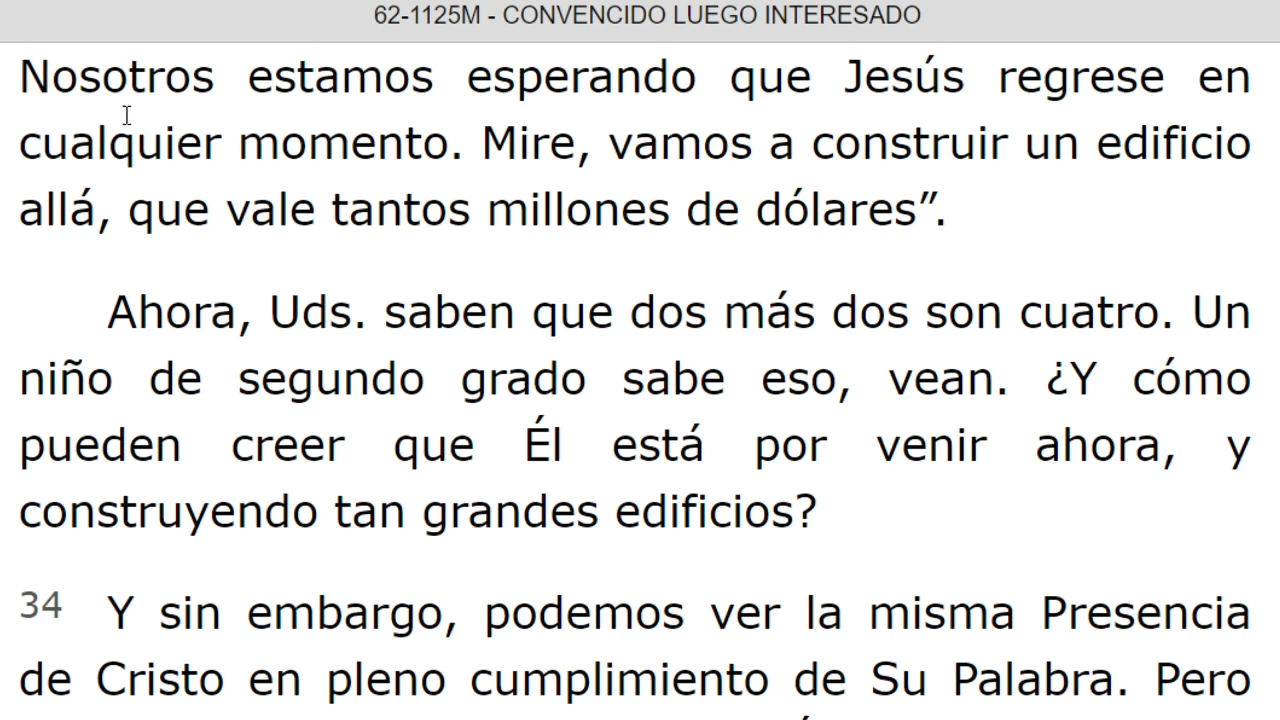 62-1125M - CONVENCIDO LUEGO INTERESADO
Nosotros estamos esperando que Jesús regrese en
cualquier momento. Mire, vamos a construir un edificio
allá, que vale tantos millones de dólares”.
Ahora, Uds. saben que dos más dos son cuatro. Un
niño de segundo grado sabe eso, vean. ¿Y cómo
pueden creer que Él está por venir ahora, y
construyendo tan grandes edificios?
34 Y sin embargo, podemos ver la misma Presencia
de Cristo en pleno cumplimiento de Su Palabra. Pero